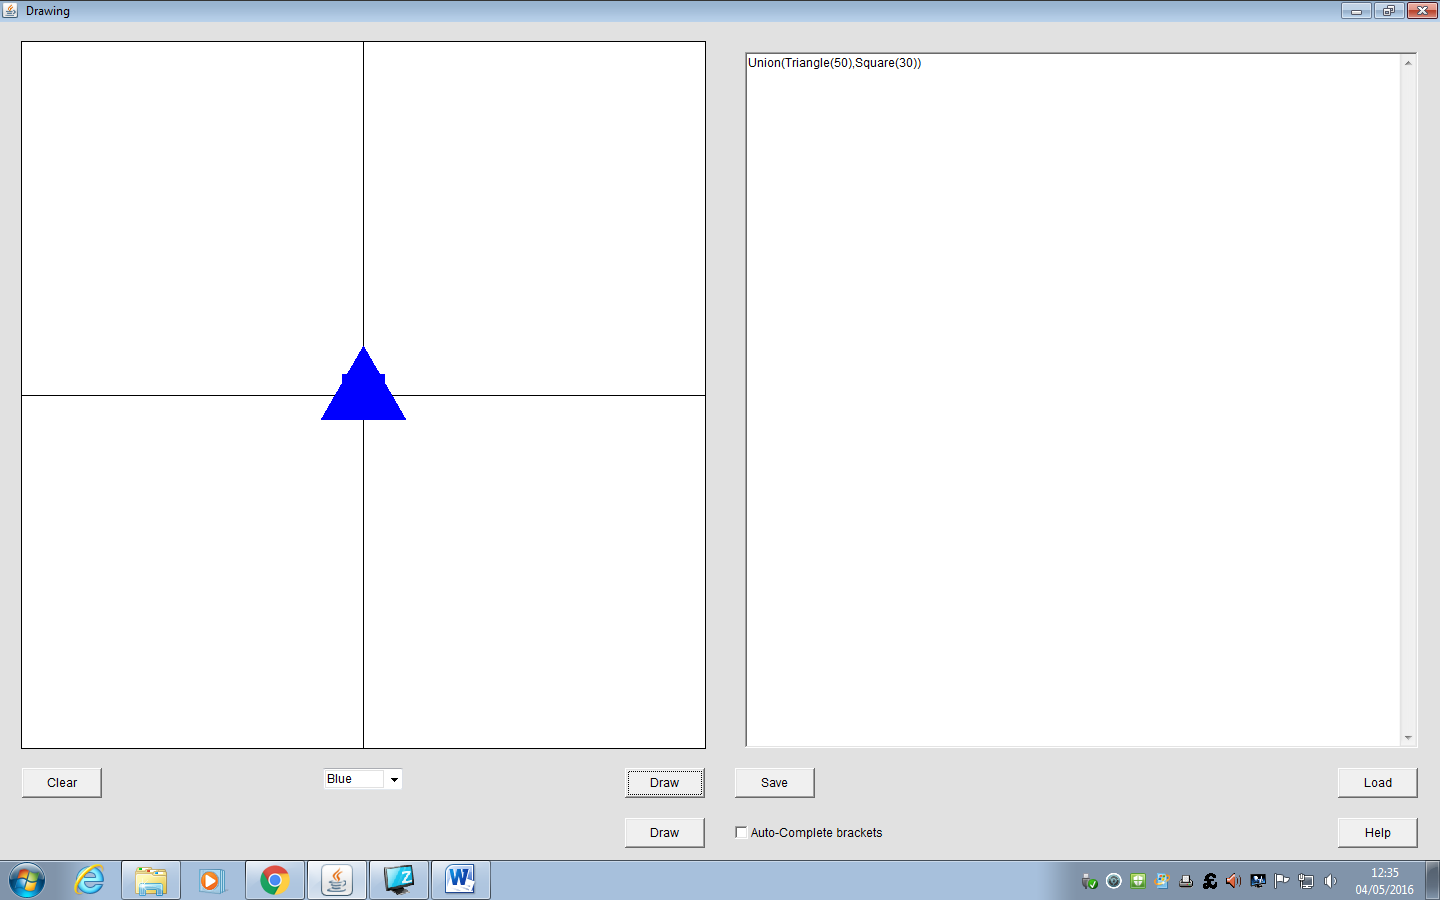 Drawing
Union(Triangle(50),Square(30))
Clear
Blue
Draw
Save
Load
Draw
Auto-Complete brackets
Help
12:35
04/05/2016